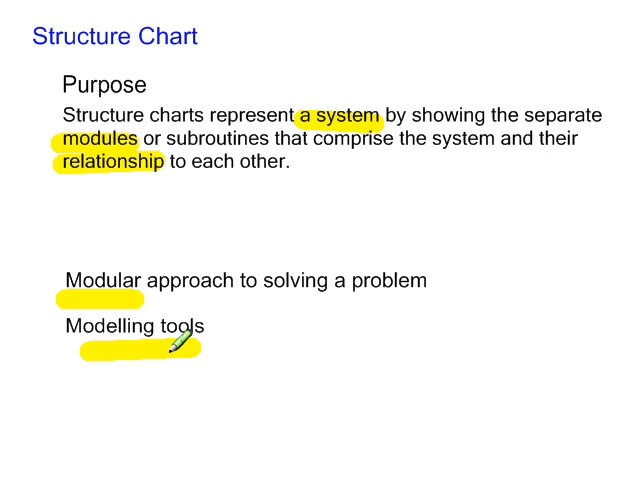 Structure Chart
Purpose
Structure charts represent a system by showing the separate
modules or subroutines that comprise the system and their
relationship to each other.
Modular approach to solving a problem
Modelling tools